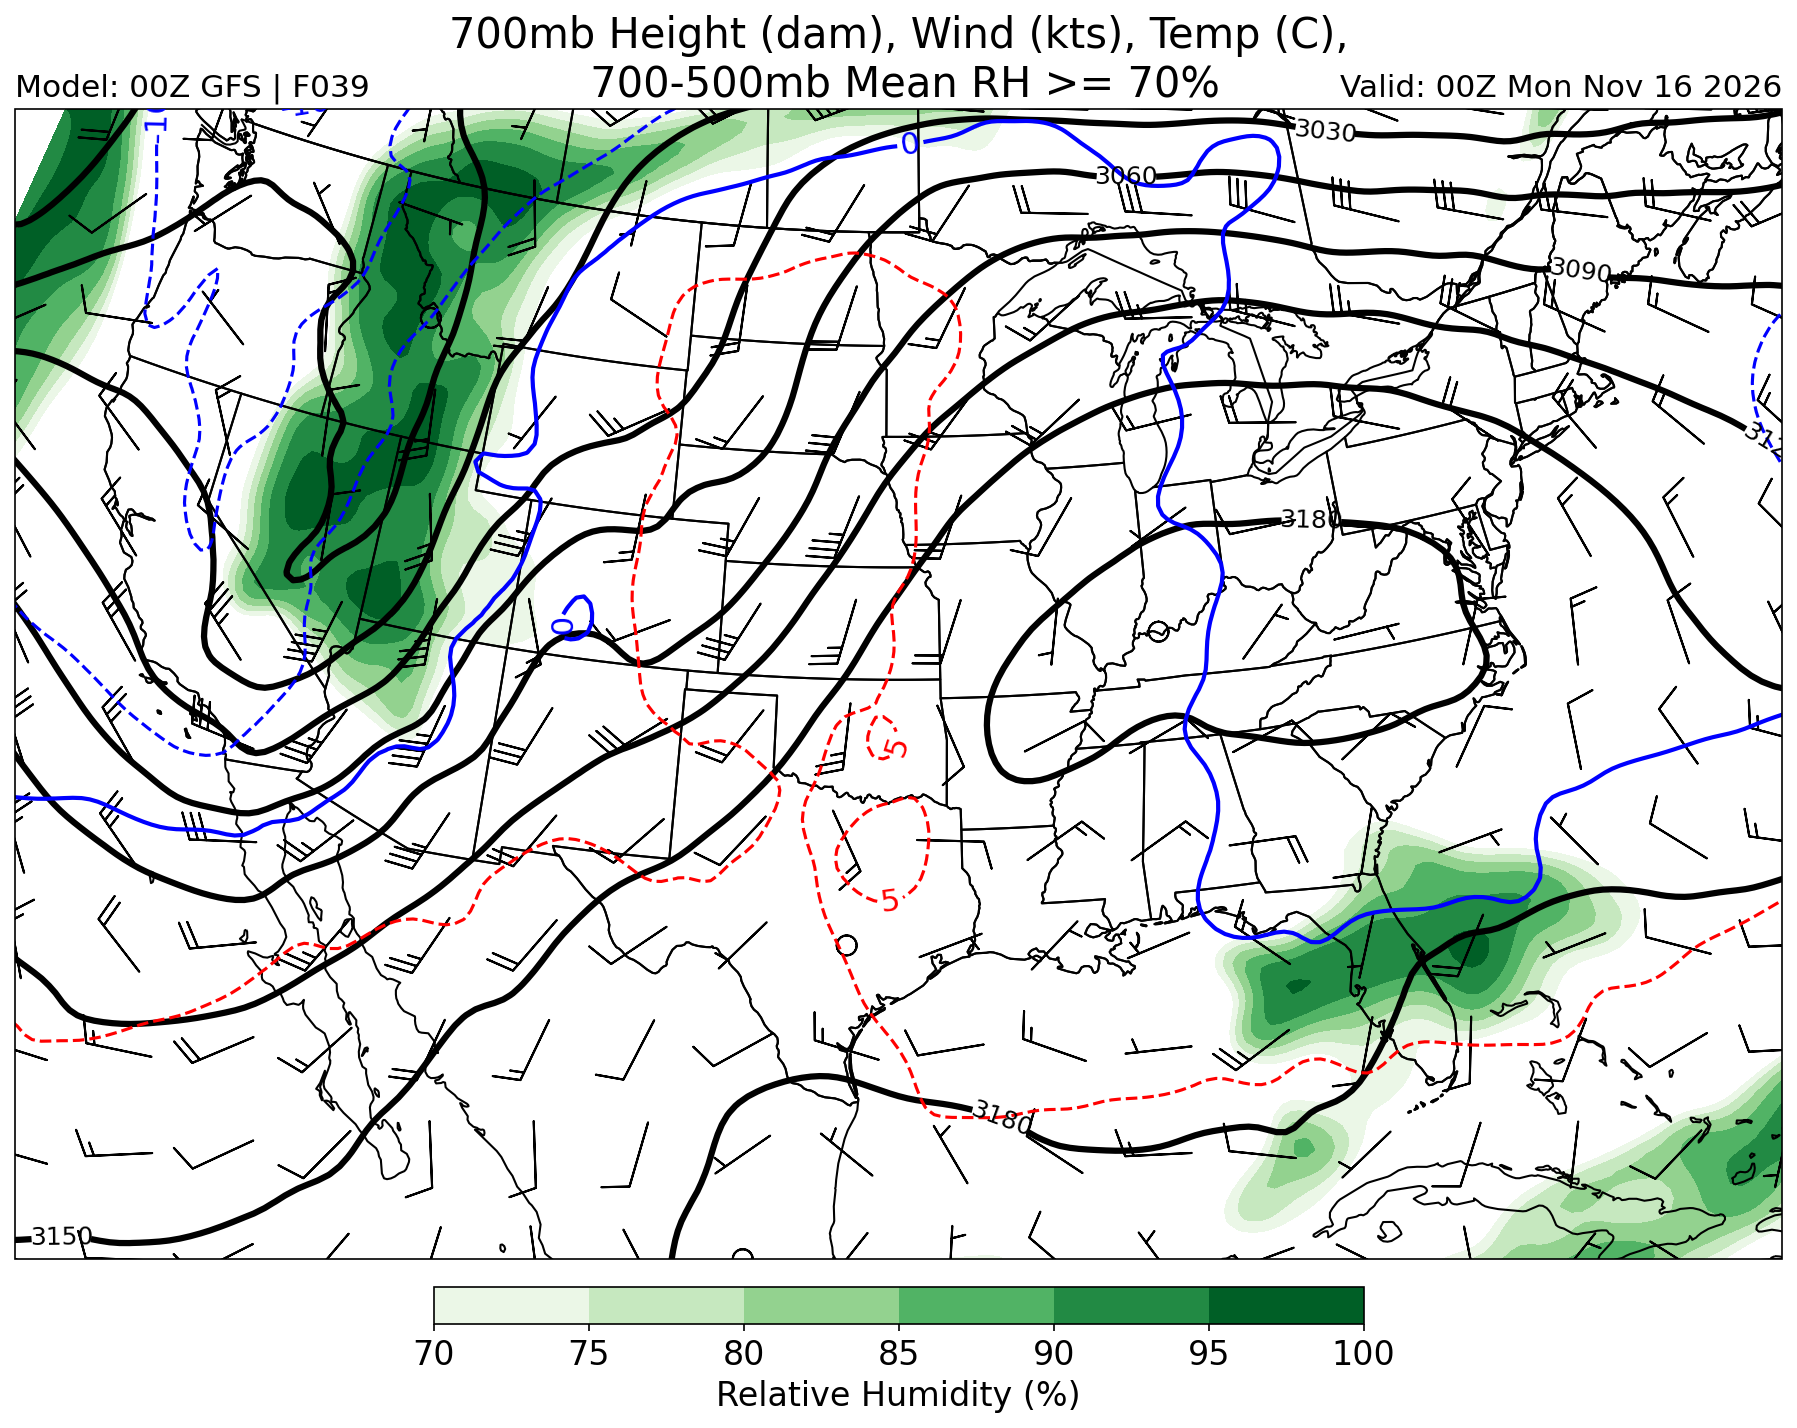 700mb Height (dam), Wind (kts), Temp (C),
700-500mb Mean RH >= 70%
Model: 00Z GFS | F039
Valid: 00Z Mon Nov 16 2026
0
3030
3060
3090
3180
0
5
5
3180
3150
70 75 80 85 90 95 100
Relative Humidity (%)